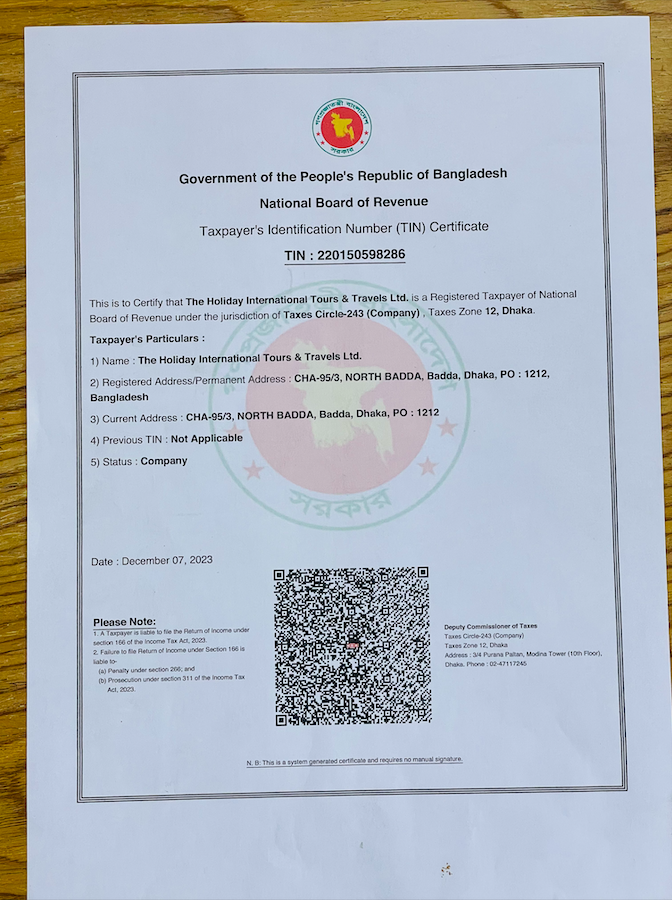 গণপ্রজাতন্ত্রী বাংলাদেশ
সরকার
Government of the People's Republic of Bangladesh
National Board of Revenue
Taxpayer's Identification Number (TIN) Certificate
TIN : 220150598286
This is to Certify that The Holiday International Tours & Travels Ltd. is a Registered Taxpayer of National
Board of Revenue under the jurisdiction of Taxes Circle-243 (Company) , Taxes Zone 12, Dhaka.
Taxpayer's Particulars :
1) Name : The Holiday International Tours & Travels Ltd.
2) Registered Address/Permanent Address : CHA-95/3, NORTH BADDA, Badda, Dhaka, PO : 1212,
Bangladesh
3) Current Address : CHA-95/3, NORTH BADDA, Badda, Dhaka, PO : 1212
4) Previous TIN : Not Applicable
5) Status : Company
গণপ্রজাতন্ত্রী বাংলাদেশ
সরকার
Date : December 07, 2023
Please Note:
1. A Taxpayer is liable to file the Return of Income under
section 166 of the Income Tax Act, 2023.
2. Failure to file Return of Income under Section 166 is
liable to-
(a) Penalty under section 266; and
(b) Prosecution under section 311 of the Income Tax
Act, 2023.
Deputy Commissioner of Taxes
Taxes Circle-243 (Company)
Taxes Zone 12, Dhaka
Address : 3/4 Purana Paltan, Modina Tower (10th Floor),
Dhaka. Phone : 02-47117245
N. B: This is a system generated certificate and requires no manual signature.